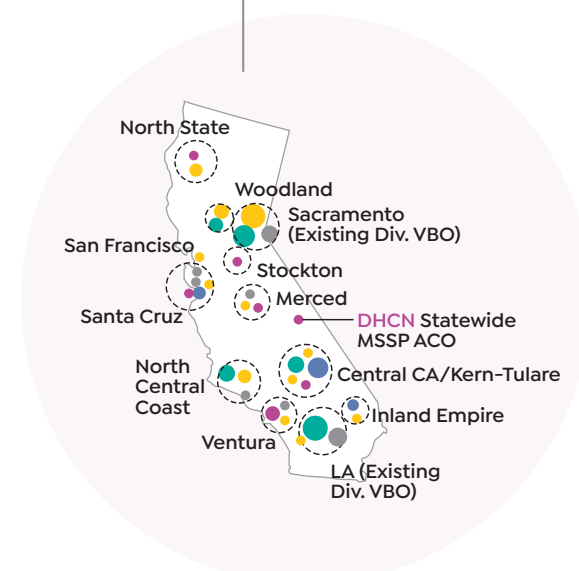 North State
Woodland
Sacramento
(Existing Div. VBO)
San Francisco
Stockton
Merced
Santa Cruz
DHCN Statewide
MSSP ACO
North
Central
Coast
Central CA/Kern-Tulare
Inland Empire
Ventura
LA (Existing
Div. VBO)